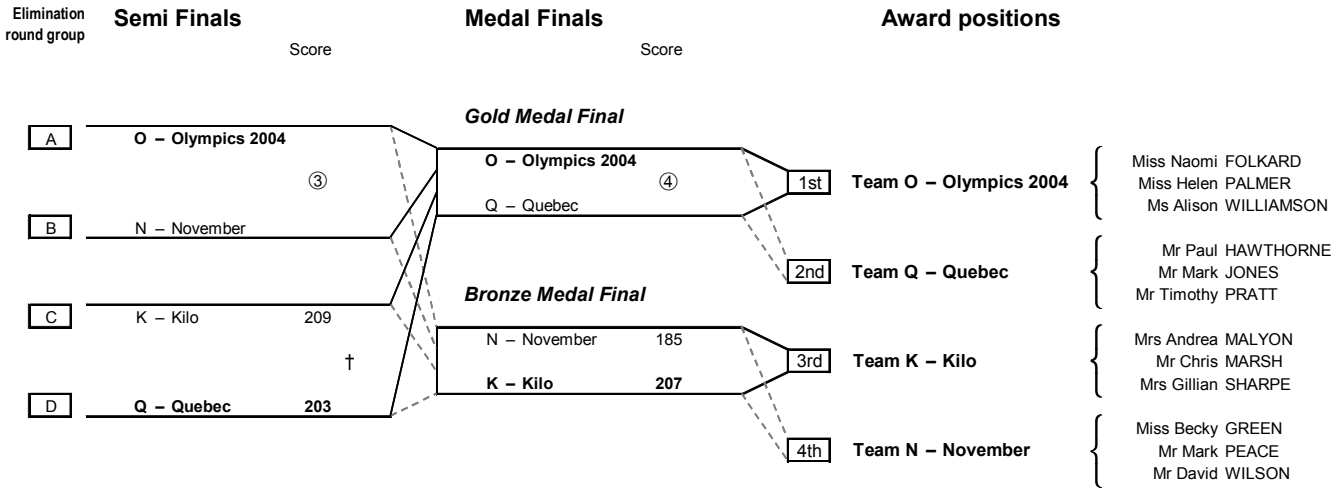 Elimination
round group
Semi Finals
Medal Finals
Award positions
Score
Score
Gold Medal Final
A
O – Olympics 2004
③
B
N – November
C
K – Kilo 209
†
D
Q – Quebec 203
O – Olympics 2004
④
Q – Quebec
Bronze Medal Final
N – November 185
K – Kilo 207
1st Team O – Olympics 2004
Miss Naomi FOLKARD
Miss Helen PALMER
Ms Alison WILLIAMSON
2nd Team Q – Quebec
Mr Paul HAWTHORNE
Mr Mark JONES
Mr Timothy PRATT
3rd Team K – Kilo
Mrs Andrea MALYON
Mr Chris MARSH
Mrs Gillian SHARPE
4th Team N – November
Miss Becky GREEN
Mr Mark PEACE
Mr David WILSON